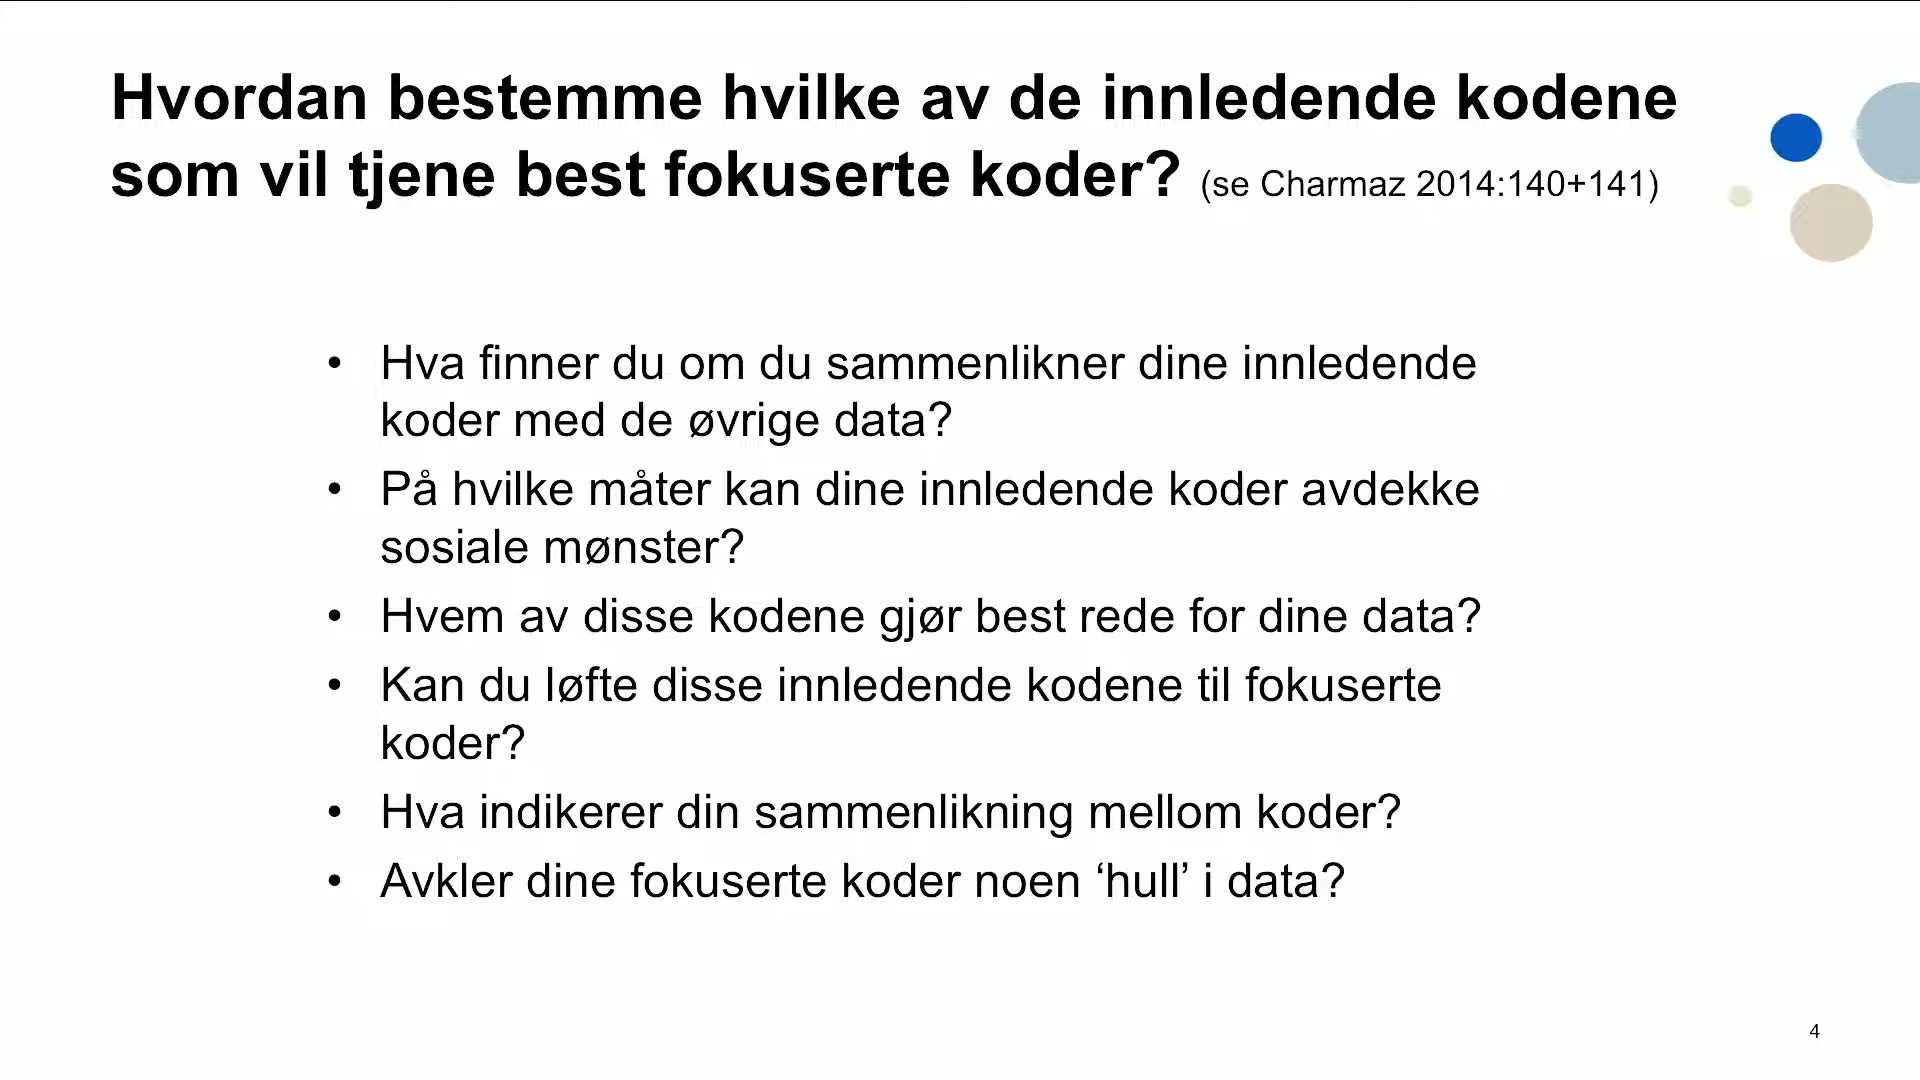 Hvordan bestemme hvilke av de innledende kodene
som vil tjene best fokuserte koder? (se Charmaz 2014:140+141)
• Hva finner du om du sammenlikner dine innledende
koder med de øvrige data?
• På hvilke måter kan dine innledende koder avdekke
sosiale mønster?
• Hvem av disse kodene gjør best rede for dine data?
• Kan du løfte disse innledende kodene til fokuserte
koder?
• Hva indikerer din sammenlikning mellom koder?
• Avkler dine fokuserte koder noen ‘hull’ i data?
4